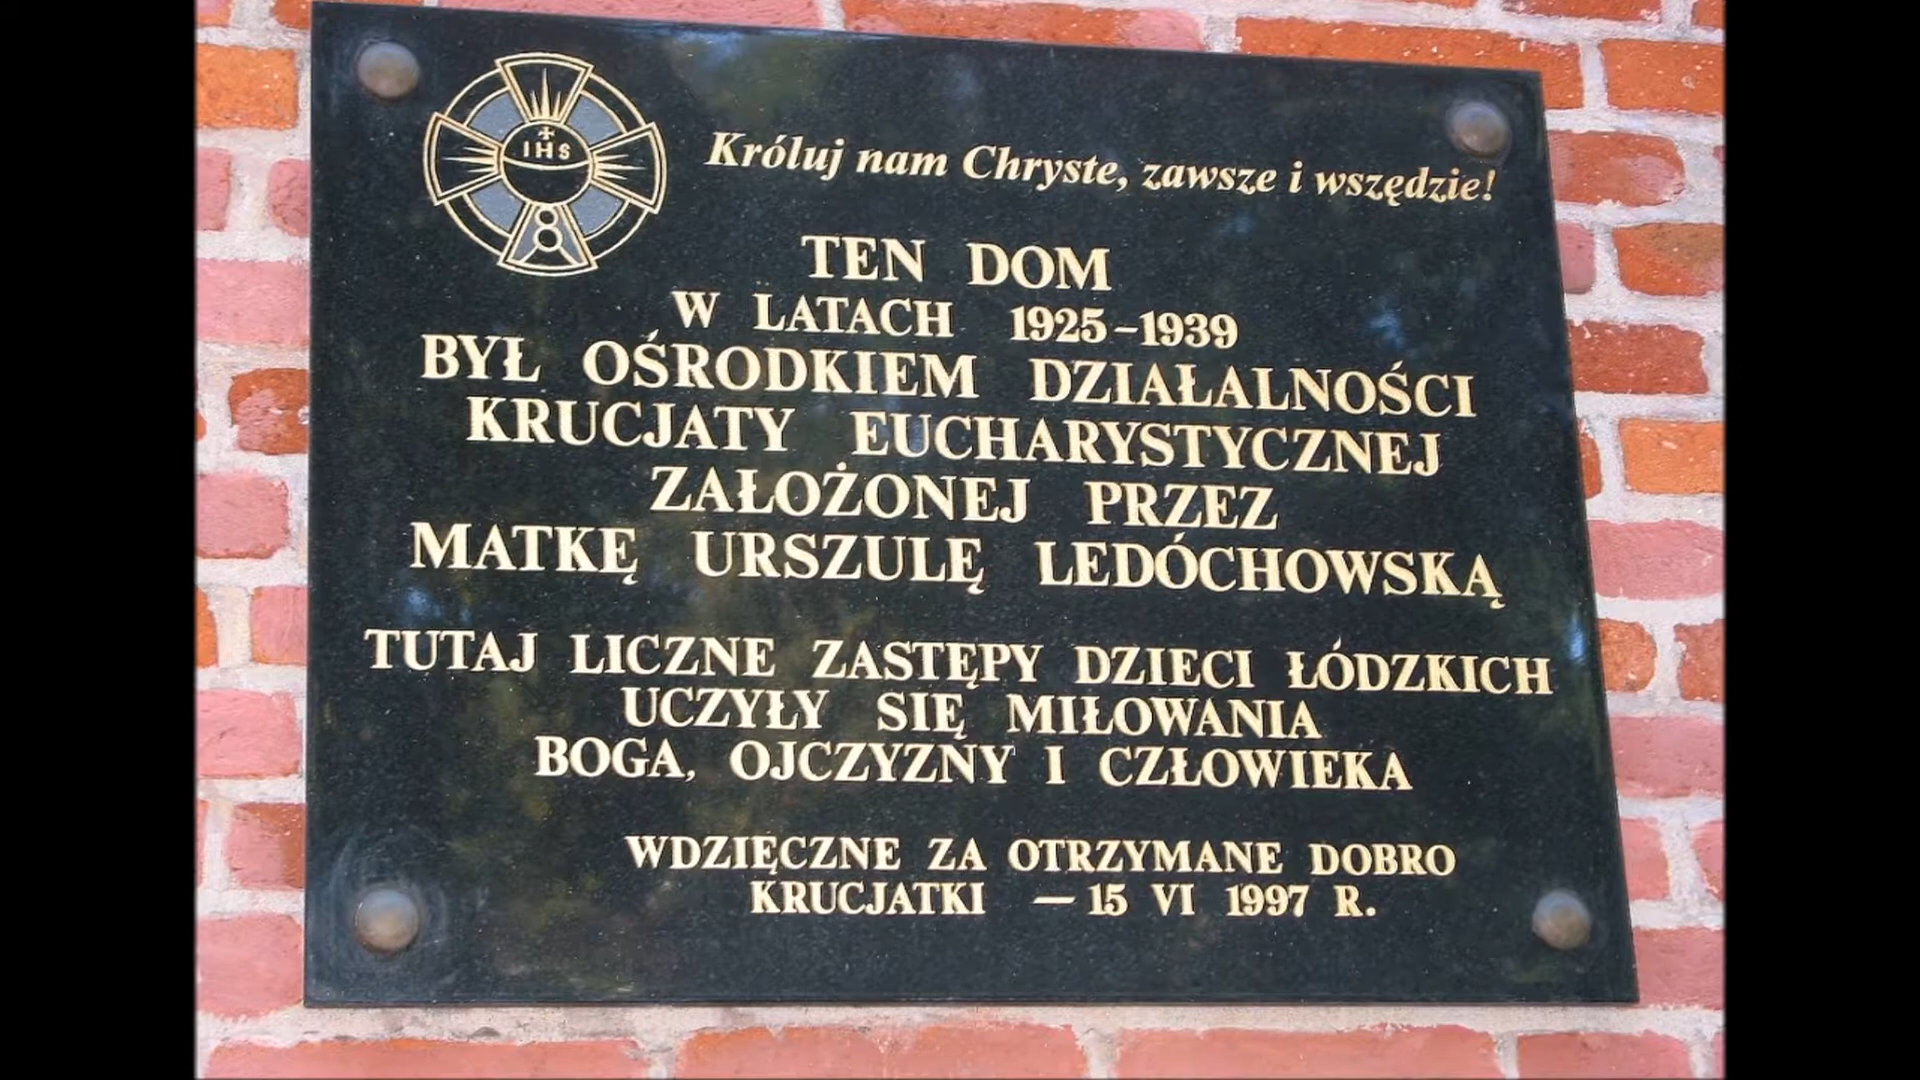 IHS
Króluj nam Chryste, zawsze i wszędzie!
TEN DOM
W LATACH 1925-1939
BYŁ OŚRODKIEM DZIAŁALNOŚCI
KRUCJATY EUCHARYSTYCZNEJ
ZAŁOŻONEJ PRZEZ
MATKĘ URSZULĘ LEDÓCHOWSKĄ
TUTAJ LICZNE ZASTĘPY DZIECI ŁÓDZKICH
UCZYŁY SIĘ MIŁOWANIA
BOGA, OJCZYZNY I CZŁOWIEKA
WDZIĘCZNE ZA OTRZYMANE DOBRO
KRUCJATKI — 15 VI 1997 R.